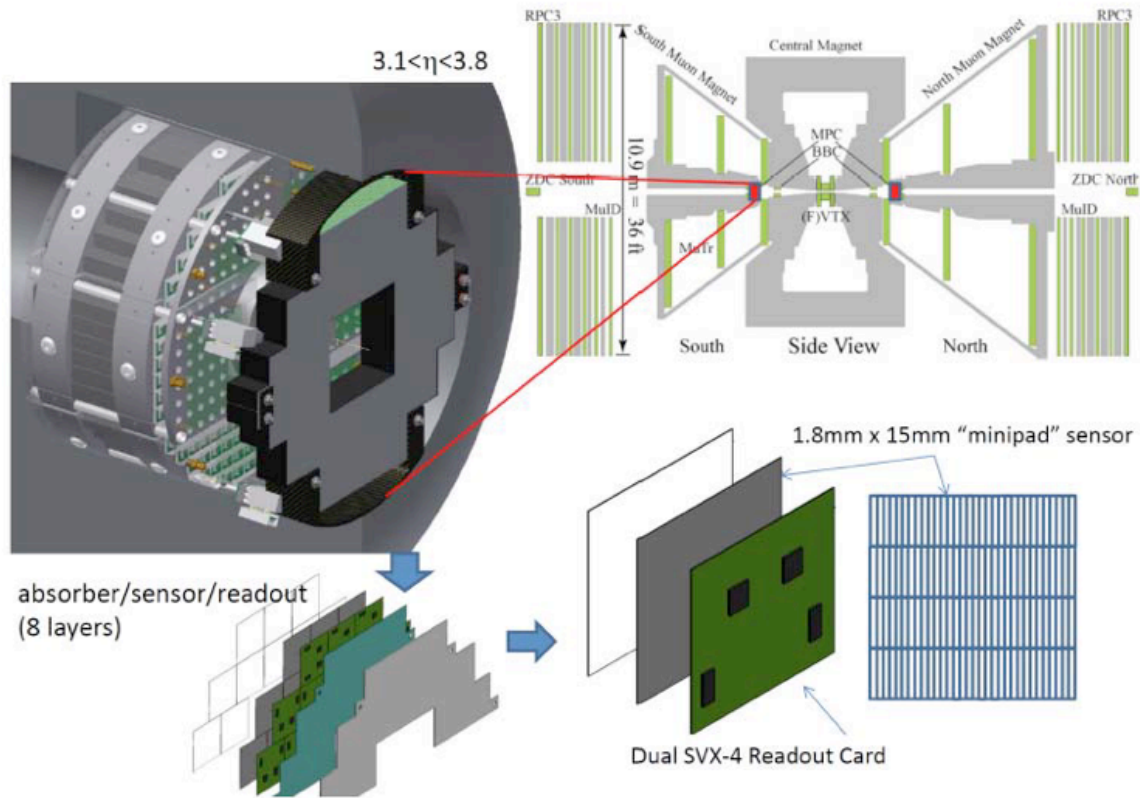 3.1<η<3.8
RPC3
South Muon Magnet
Central Magnet
North Muon Magnet
RPC3
MPC
BBC
10.9 m = 36 ft
ZDC South
ZDC North
MuID
(F)VTX
MuID
MuTr
South
Side View
North
1.8mm x 15mm “minipad” sensor
absorber/sensor/readout
(8 layers)
Dual SVX-4 Readout Card